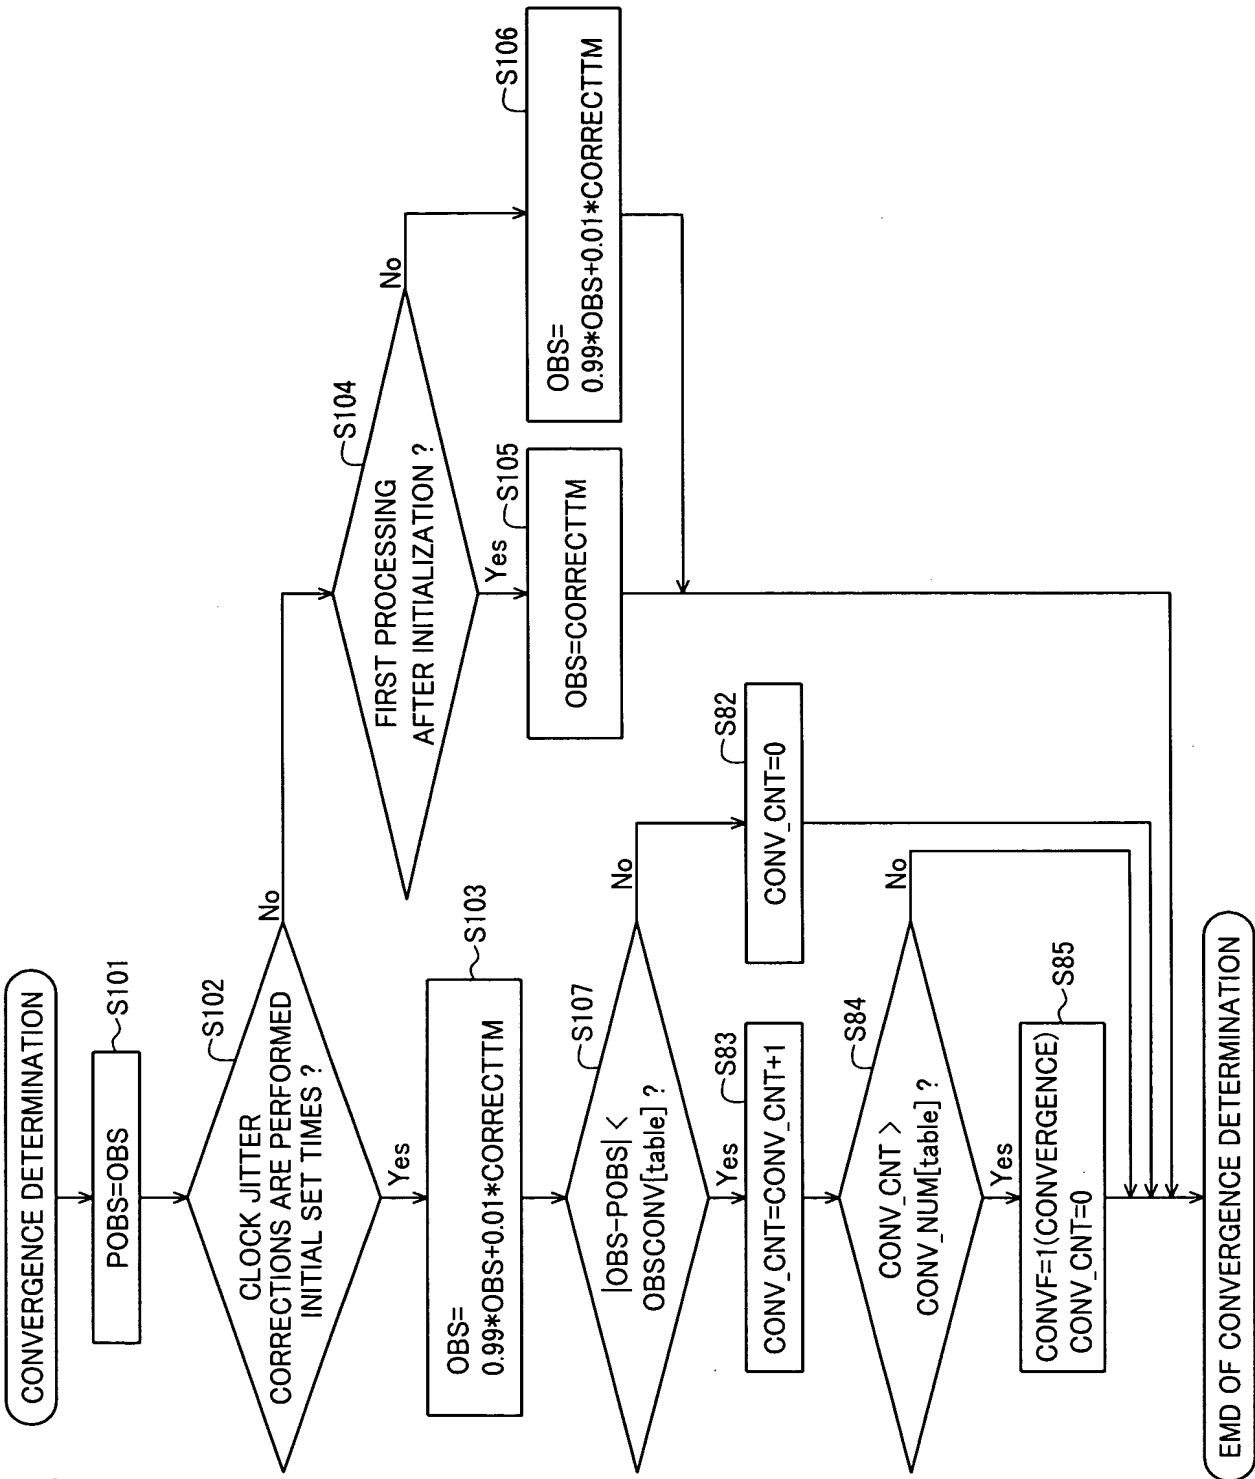 CONVERGENCE DETERMINATION
POBS=OBS
S101
CLOCK JITTER
CORRECTIONS ARE PERFORMED
INITIAL SET TIMES ?
S102
No
Yes
OBS=
0.99*OBS+0.01*CORRECTTM
S103
FIRST PROCESSING
AFTER INITIALIZATION ?
S104
No
Yes
OBS=CORRECTTM
S105
OBS=
0.99*OBS+0.01*CORRECTTM
S106
|OBS-POBS| <
OBSCONV[table] ?
S107
No
Yes
CONV_CNT=0
S82
CONV_CNT=CONV_CNT+1
S83
CONV_CNT >
CONV_NUM[table] ?
S84
No
Yes
CONVF=1(CONVERGENCE)
CONV_CNT=0
S85
EMD OF CONVERGENCE DETERMINATION